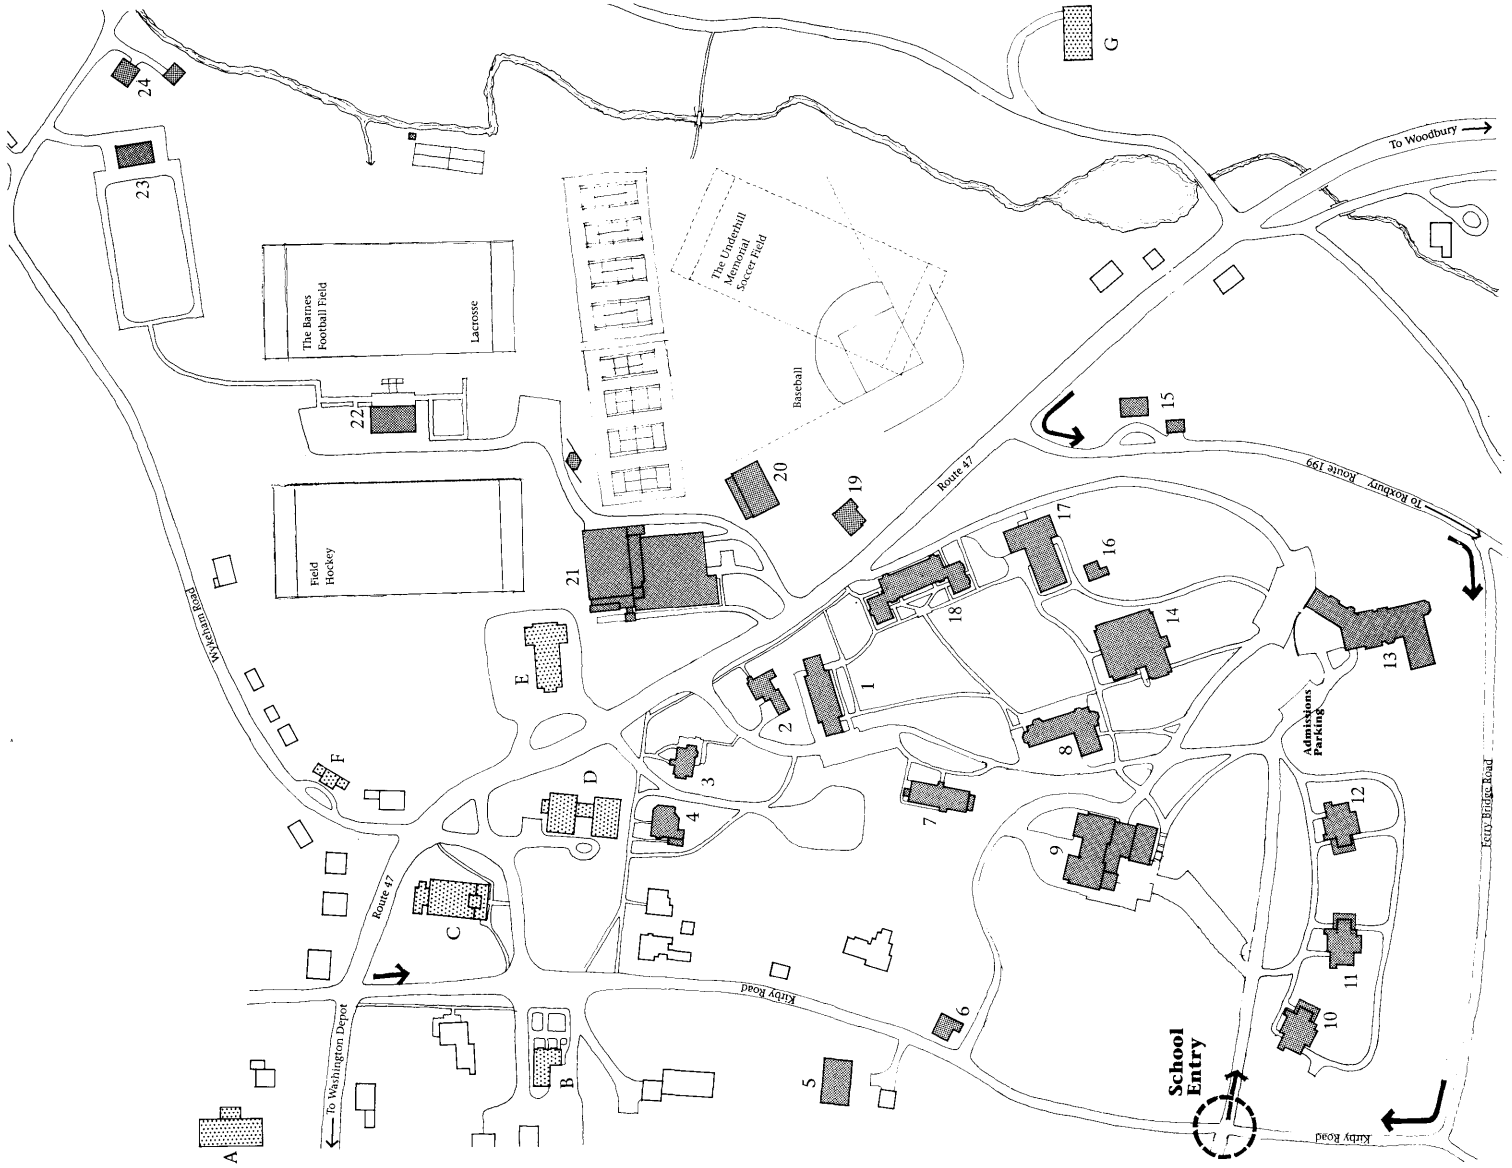 24
23
G
To Woodbury
The Barnes
Football Field
Lacrosse
The Underhill
Memorial
Soccer Field
Baseball
22
15
20
19
Route 47
To Roxbury Route 199
Field
Hockey
21
17
16
Wykeham Road
E
18
14
13
1
2
F
D
3
8
Admissions
Parking
4
7
12
9
Ferry Bridge Road
Route 47
C
11
10
Kirby Road
6
To Washington Depot
B
5
School
Entry
A
Kirby Road